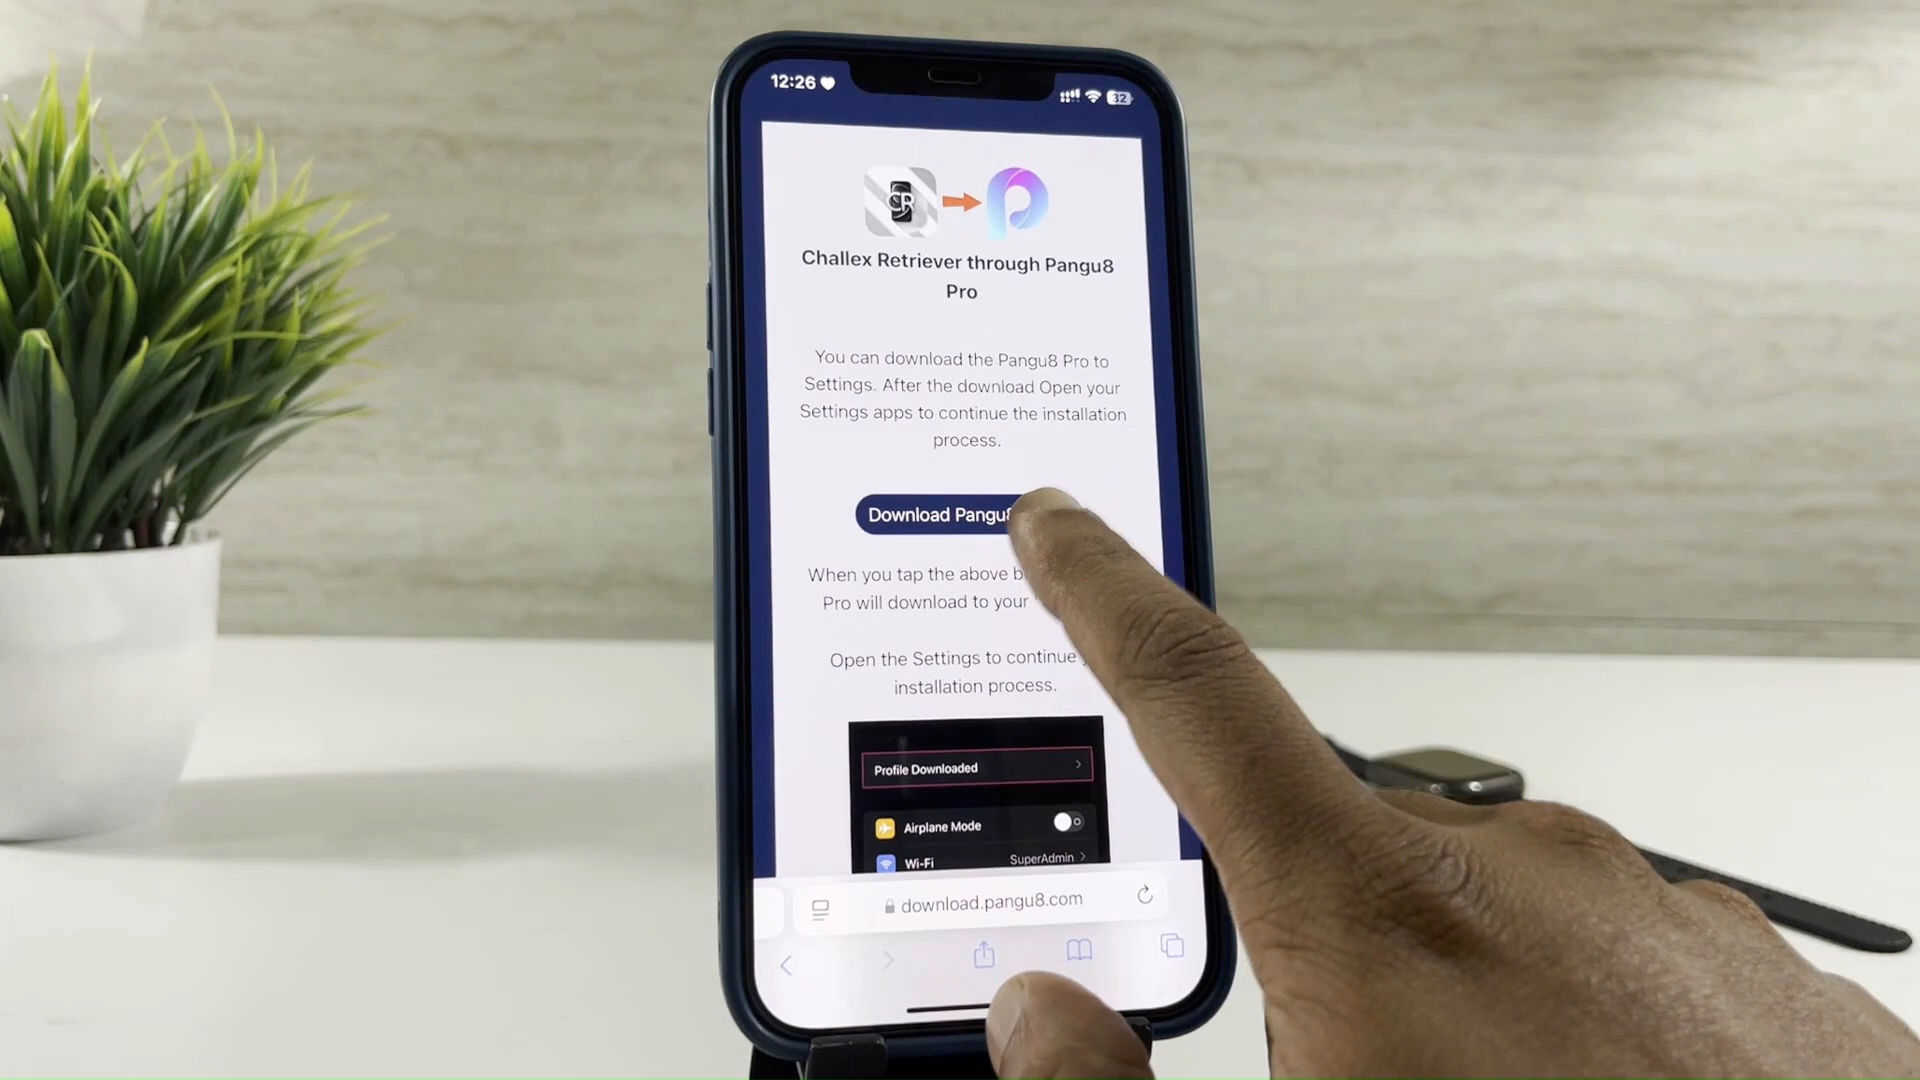 12:26
32
CR
Challex Retriever through Pangu8
Pro
You can download the Pangu8 Pro to
Settings. After the download Open your
Settings apps to continue the installation
process.
Download Pangu8
When you tap the above
Pro will download to your
Open the Settings to continue
installation process.
Profile Downloaded
Airplane Mode
Wi-Fi SuperAdmin
download.pangu8.com